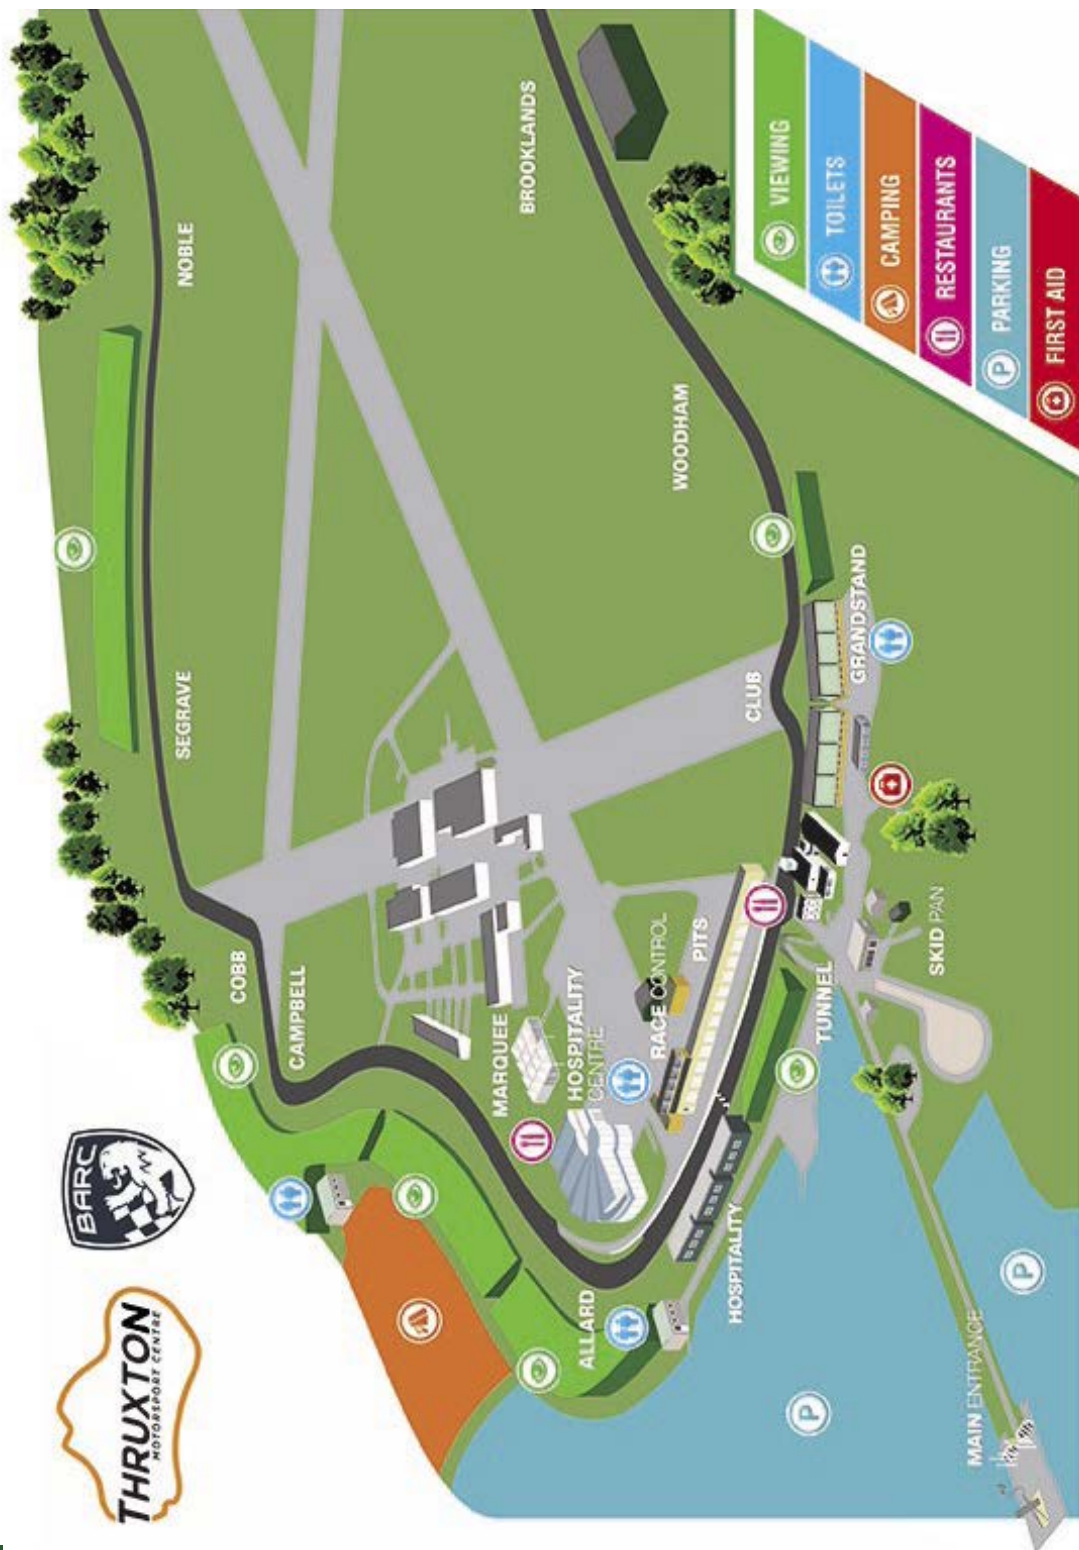 BARC
THRUXTON
MOTORSPORT CENTRE
NOBLE
SEGRAVE
COBB
CAMPBELL
BROOKLANDS
WOODHAM
CLUB
GRANDSTAND
MARQUEE
HOSPITALITY
CENTRE
RACE CONTROL
PITS
TUNNEL
SKID PAN
ALLARD
HOSPITALITY
MAIN ENTRANCE
P
P
VIEWING
TOILETS
CAMPING
RESTAURANTS
P PARKING
FIRST AID